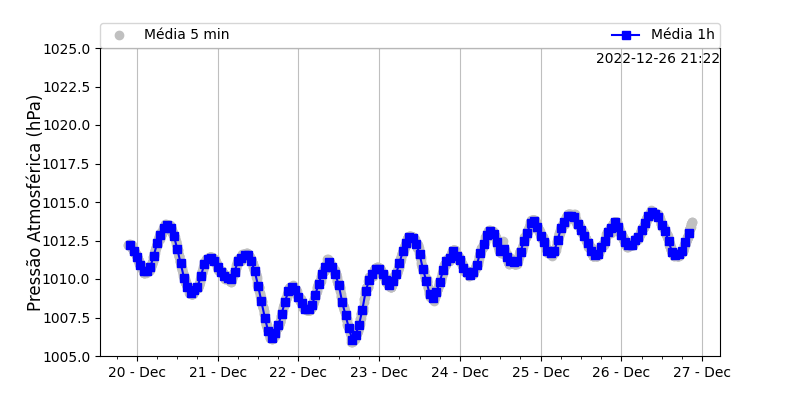 Média 5 min
Média 1h
2022-12-26 21:22
Pressão Atmosférica (hPa)
1025.0
1022.5
1020.0
1017.5
1015.0
1012.5
1010.0
1007.5
1005.0
20 - Dec
21 - Dec
22 - Dec
23 - Dec
24 - Dec
25 - Dec
26 - Dec
27 - Dec